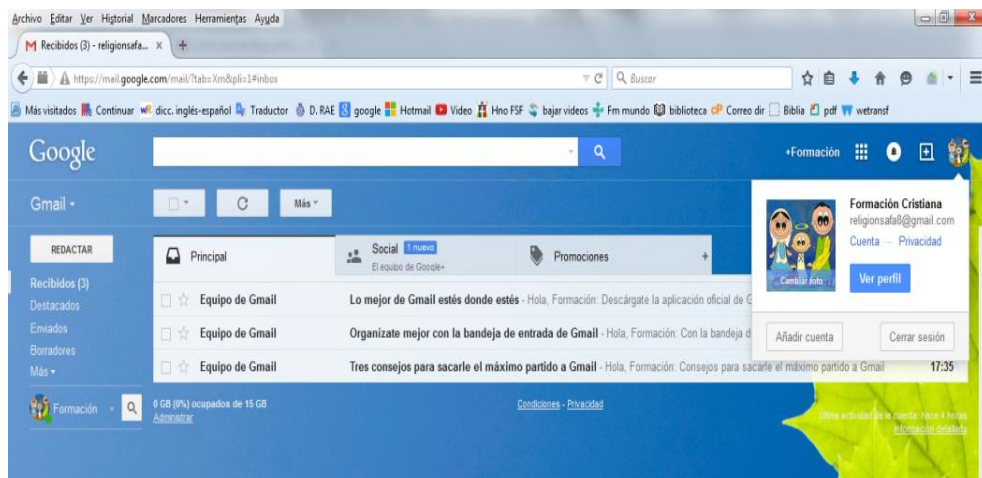 Archivo Editar Ver Historial Marcadores Herramientas Ayuda
Recibidos (3) - religionsafa... × +
https://mail.google.com/mail/?tab=Xm&pli=1#inbox Buscar
Más visitados Continuar dicc. inglés-español Traductor D. RAE google Hotmail Video Hno FSF bajar videos Fm mundo biblioteca Correo dir Biblia pdf wetransf
Google +Formación
Gmail Más
REDACTAR
Recibidos (3)
Destacados
Enviados
Borradores
Más
Formación
Principal
Social 1 nuevo
El equipo de Google+
Promociones
+
Equipo de Gmail Lo mejor de Gmail estés donde estés - Hola, Formación: Descárgate la aplicación oficial de G
Equipo de Gmail Organízate mejor con la bandeja de entrada de Gmail - Hola, Formación: Con la bandeja d
Equipo de Gmail Tres consejos para sacarle el máximo partido a Gmail - Hola, Formación: Consejos para sacarle el máximo partido a Gmail 17:35
Formación Cristiana
religionsafa8@gmail.com
Cuenta – Privacidad
Cambiar foto
Ver perfil
Añadir cuenta Cerrar sesión
0 GB (0%) ocupados de 15 GB
Administrar
Condiciones - Privacidad
Última actividad de la cuenta: hace 4 horas
Información detallada